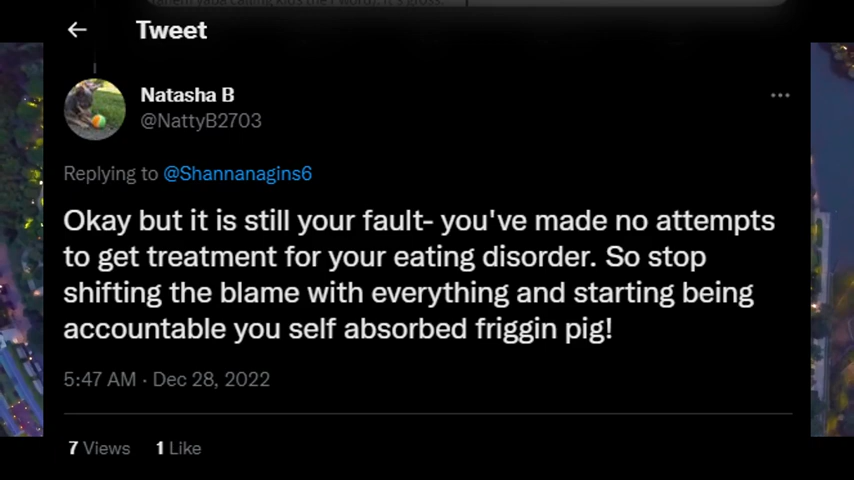 Tweet
Natasha B
@NattyB2703
Replying to @Shannanagins6
Okay but it is still your fault- you've made no attempts
to get treatment for your eating disorder. So stop
shifting the blame with everything and starting being
accountable you self absorbed friggin pig!
5:47 AM · Dec 28, 2022
7 Views 1 Like